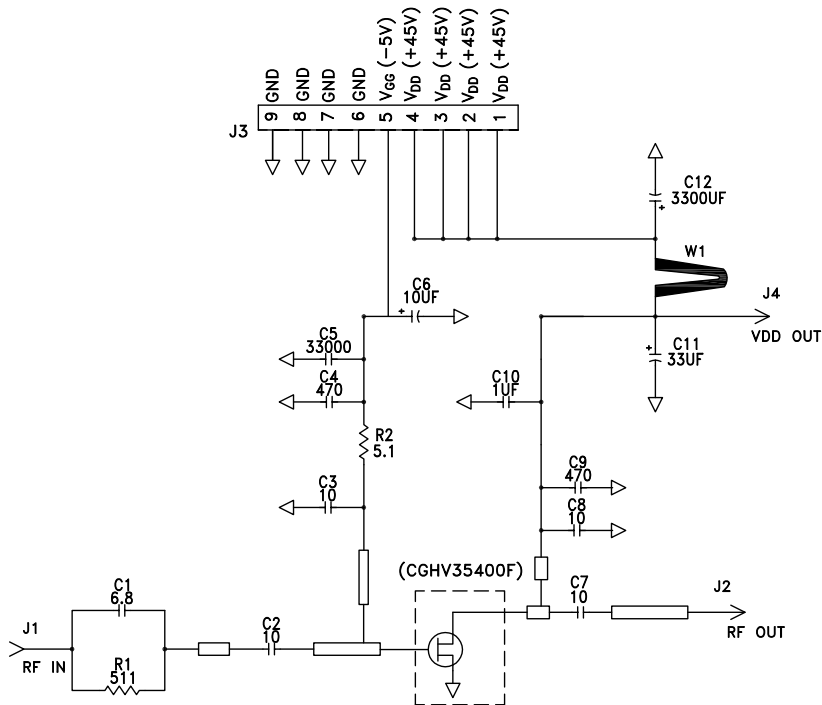 GND
GND
GND
GND
VGG (-5V)
VDD (+45V)
VDD (+45V)
VDD (+45V)
VDD (+45V)
J3
9
8
7
6
5
4
3
2
1
C12
3300UF
+
W1
J4
VDD OUT
C6
+
10UF
C5
33000
C4
470
R2
5.1
C3
10
C10
1UF
+
C11
33UF
C9
470
C8
10
(CGHV35400F)
C1
6.8
J1
RF IN
R1
511
C2
10
C7
10
J2
RF OUT